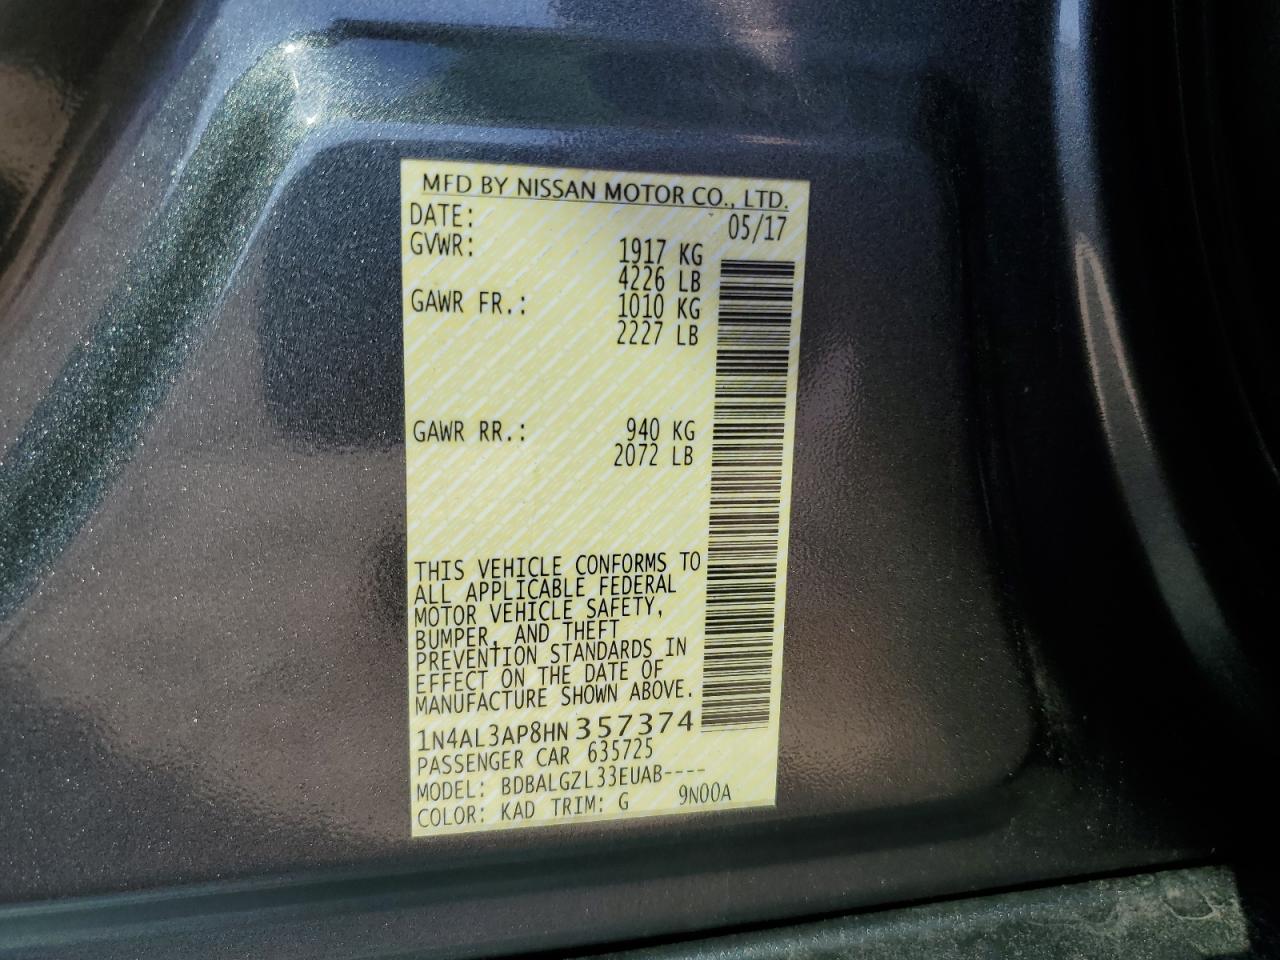 MFD BY NISSAN MOTOR CO., LTD.
DATE: 05/17
GVWR: 1917 KG
4226 LB
GAWR FR.: 1010 KG
2227 LB
GAWR RR.: 940 KG
2072 LB
THIS VEHICLE CONFORMS TO
ALL APPLICABLE FEDERAL
MOTOR VEHICLE SAFETY,
BUMPER, AND THEFT
PREVENTION STANDARDS IN
EFFECT ON THE DATE OF
MANUFACTURE SHOWN ABOVE.
1N4AL3AP8HN357374
PASSENGER CAR 635725
MODEL: BDBALGZL33EUAB----
COLOR: KAD TRIM: G 9N00A